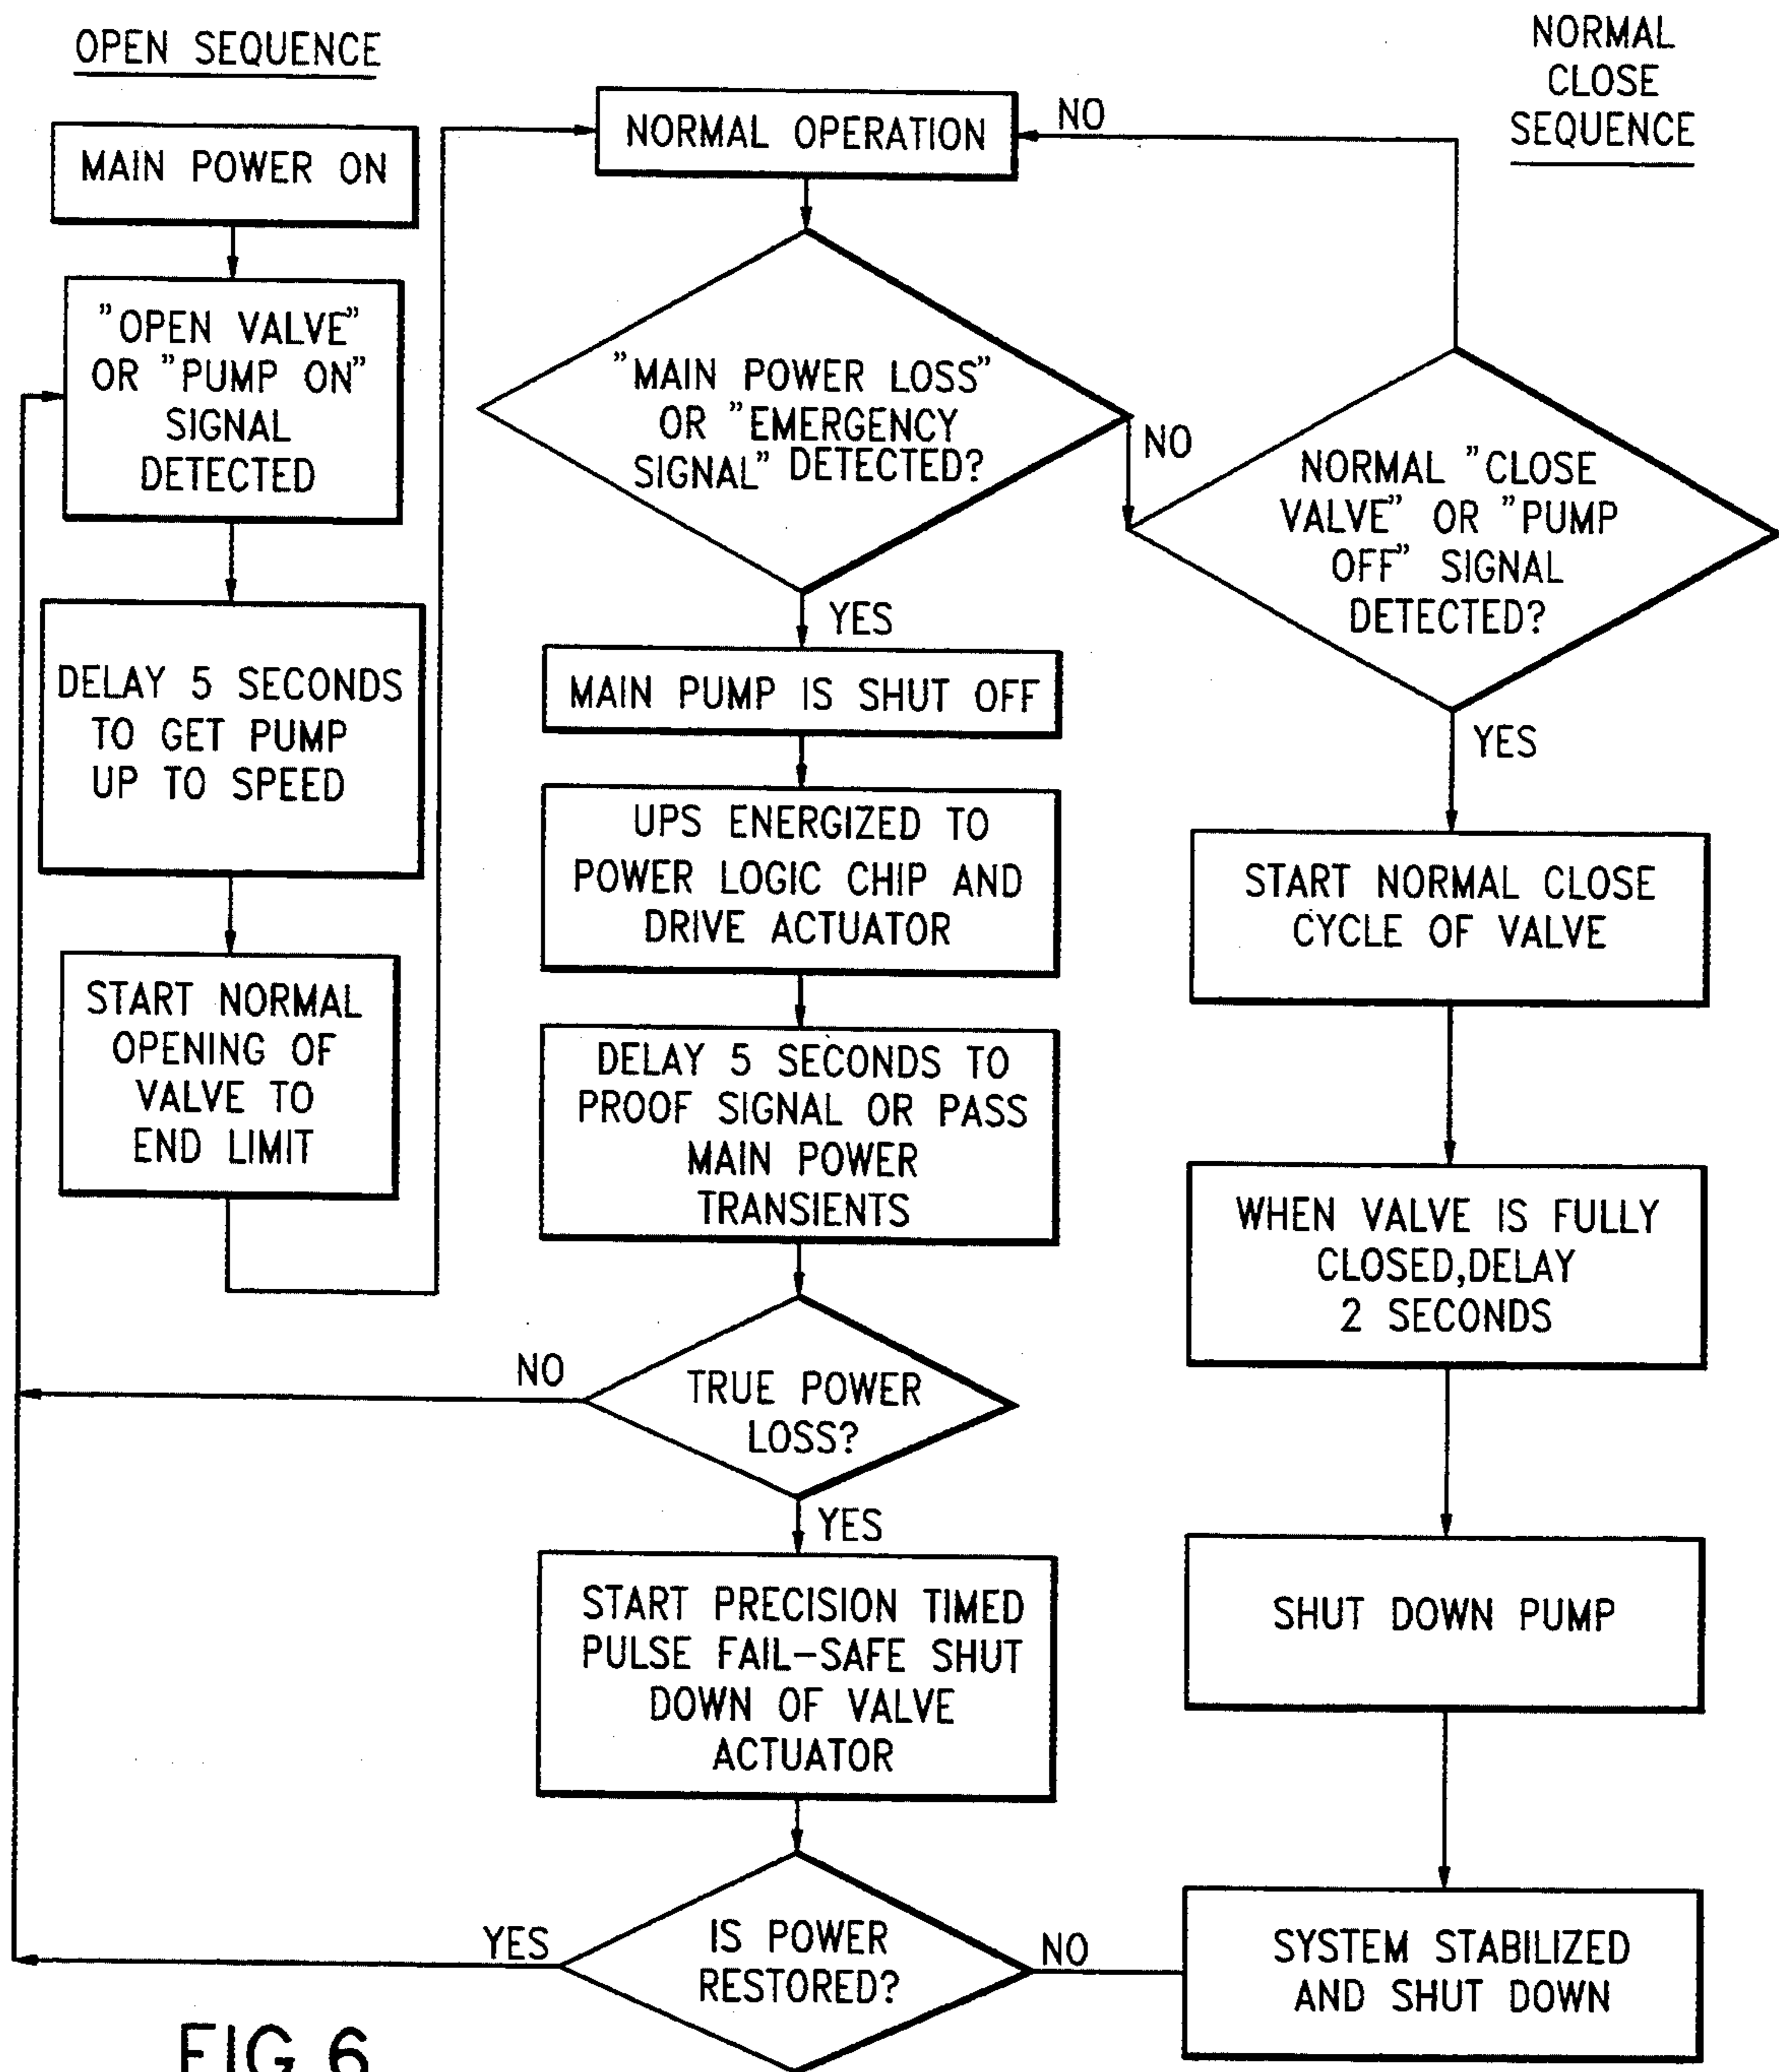 OPEN SEQUENCE
MAIN POWER ON
"OPEN VALVE"
OR "PUMP ON"
SIGNAL
DETECTED
DELAY 5 SECONDS
TO GET PUMP
UP TO SPEED
START NORMAL
OPENING OF
VALVE TO
END LIMIT
NORMAL OPERATION
"MAIN POWER LOSS"
OR "EMERGENCY
SIGNAL" DETECTED?
NO
YES
MAIN PUMP IS SHUT OFF
UPS ENERGIZED TO
POWER LOGIC CHIP AND
DRIVE ACTUATOR
DELAY 5 SECONDS TO
PROOF SIGNAL OR PASS
MAIN POWER
TRANSIENTS
NO
TRUE POWER
LOSS?
YES
START PRECISION TIMED
PULSE FAIL-SAFE SHUT
DOWN OF VALVE
ACTUATOR
YES
IS POWER
RESTORED?
NO
NORMAL
CLOSE
SEQUENCE
NO
NORMAL "CLOSE
VALVE" OR "PUMP
OFF" SIGNAL
DETECTED?
YES
START NORMAL CLOSE
CYCLE OF VALVE
WHEN VALVE IS FULLY
CLOSED,DELAY
2 SECONDS
SHUT DOWN PUMP
SYSTEM STABILIZED
AND SHUT DOWN
FIG 6